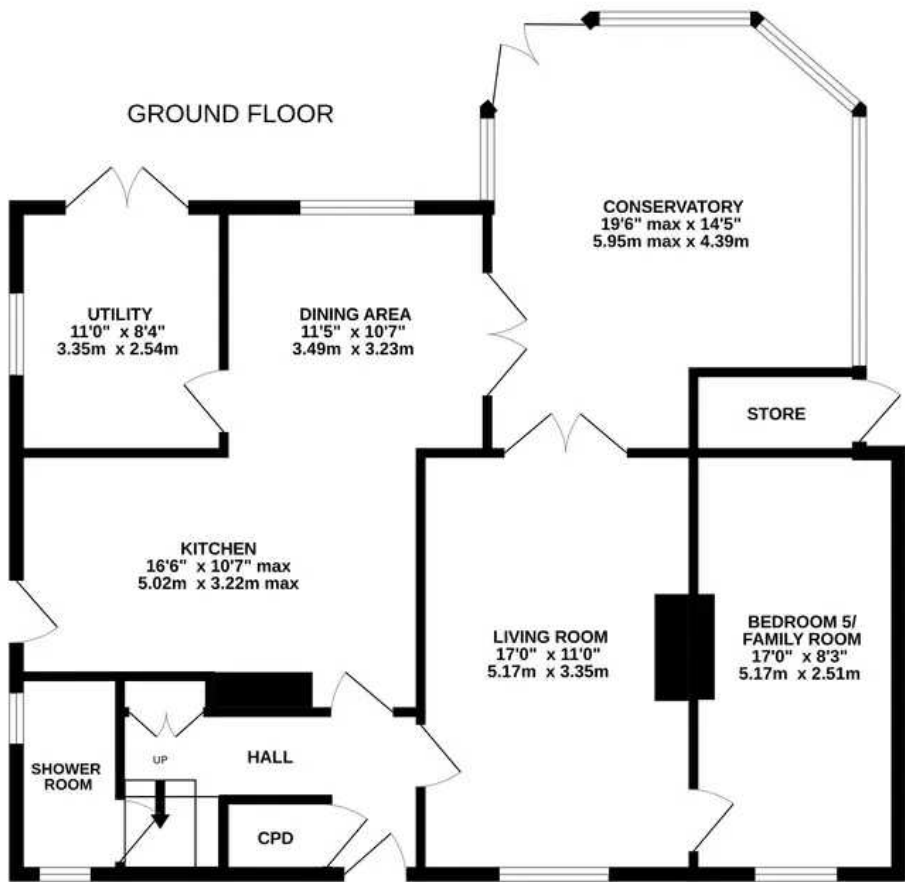 GROUND FLOOR
CONSERVATORY
19'6" max x 14'5"
5.95m max x 4.39m
UTILITY
11'0" x 8'4"
3.35m x 2.54m
DINING AREA
11'5" x 10'7"
3.49m x 3.23m
STORE
KITCHEN
16'6" x 10'7" max
5.02m x 3.22m max
LIVING ROOM
17'0" x 11'0"
5.17m x 3.35m
BEDROOM 5/
FAMILY ROOM
17'0" x 8'3"
5.17m x 2.51m
SHOWER
ROOM
UP
HALL
CPD